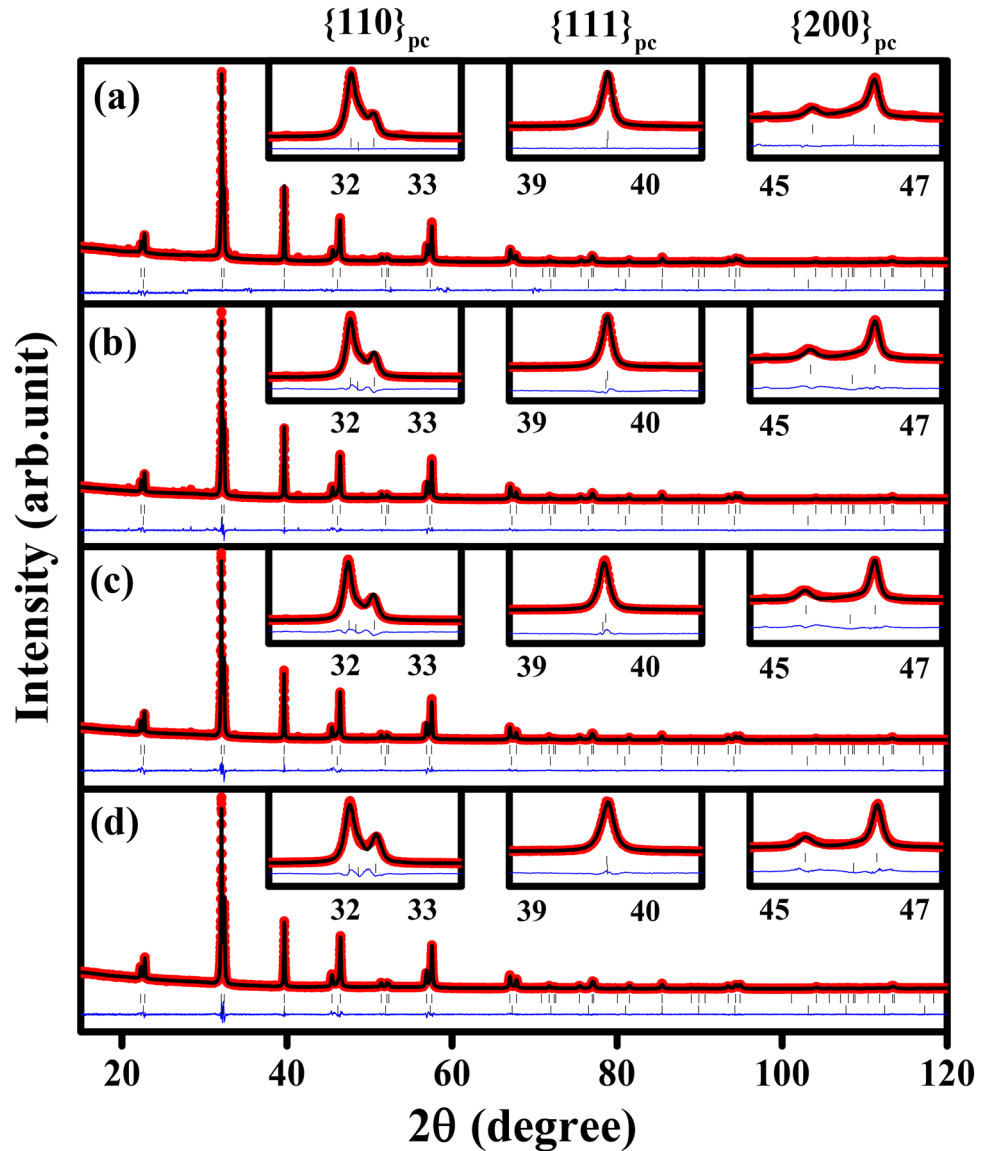 {110}pc {111}pc {200}pc
(a)
32 33 39 40 45 47
(b)
32 33 39 40 45 47
(c)
32 33 39 40 45 47
(d)
32 33 39 40 45 47
Intensity (arb.unit)
20 40 60 80 100 120
2θ (degree)